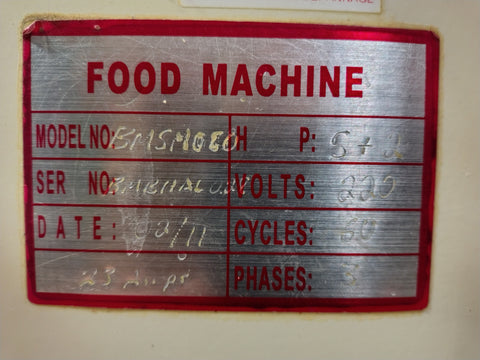 FOOD MACHINE
MODEL NO: BMSM060 H P: 5+2
SER NO: VOLTS: 220
DATE: 02/11 CYCLES: 60
23 Amps PHASES: 3